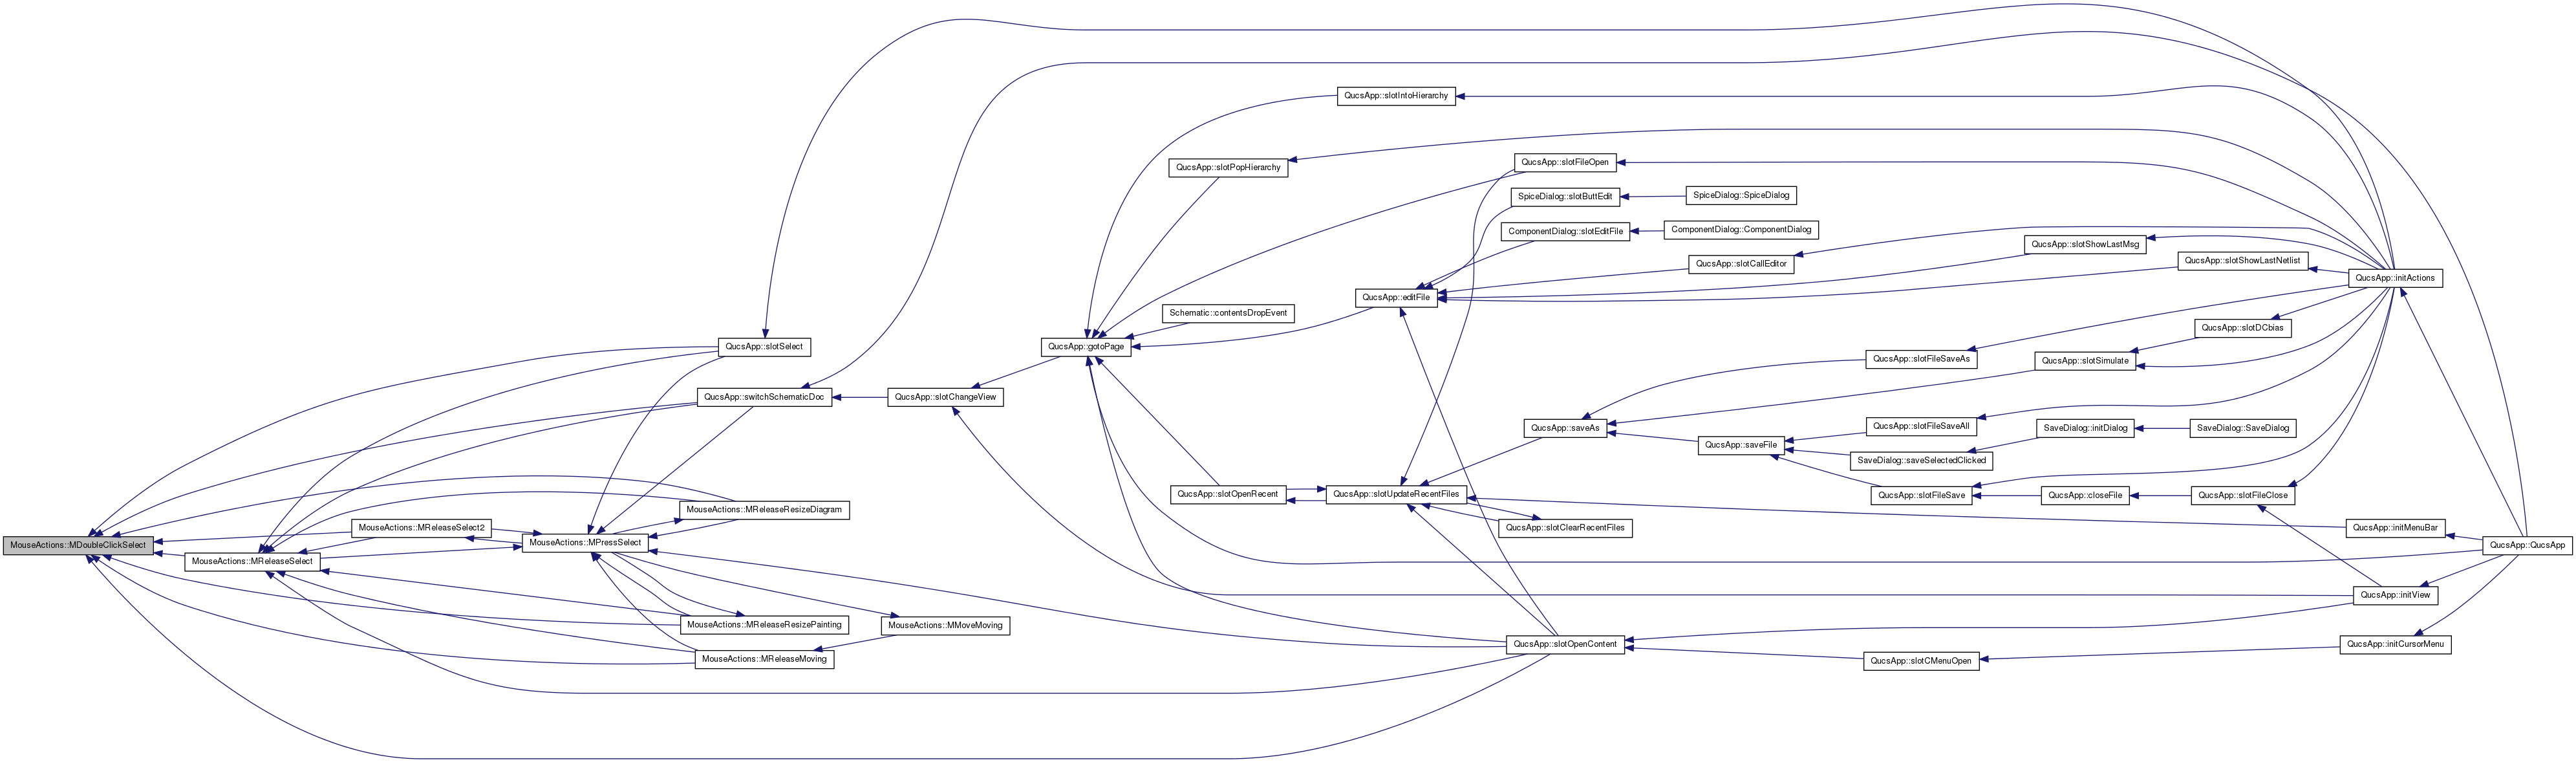 MouseActions::MDoubleClickSelect
MouseActions::MReleaseSelect
MouseActions::MReleaseSelect2
MouseActions::MPressSelect
QucsApp::slotSelect
QucsApp::switchSchematicDoc
MouseActions::MReleaseResizeDiagram
MouseActions::MReleaseResizePainting
MouseActions::MReleaseMoving
QucsApp::slotChangeView
MouseActions::MMoveMoving
QucsApp::gotoPage
QucsApp::slotPopHierarchy
Schematic::contentsDropEvent
QucsApp::slotOpenRecent
QucsApp::slotIntoHierarchy
QucsApp::editFile
QucsApp::slotUpdateRecentFiles
QucsApp::slotFileOpen
SpiceDialog::slotButtEdit
ComponentDialog::slotEditFile
QucsApp::saveAs
QucsApp::slotClearRecentFiles
QucsApp::slotOpenContent
SpiceDialog::SpiceDialog
ComponentDialog::ComponentDialog
QucsApp::slotCallEditor
QucsApp::saveFile
QucsApp::slotFileSaveAs
QucsApp::slotFileSaveAll
SaveDialog::saveSelectedClicked
QucsApp::slotFileSave
QucsApp::slotCMenuOpen
QucsApp::slotShowLastMsg
QucsApp::slotSimulate
SaveDialog::initDialog
QucsApp::closeFile
QucsApp::slotShowLastNetlist
QucsApp::slotDCbias
SaveDialog::SaveDialog
QucsApp::slotFileClose
QucsApp::initActions
QucsApp::initMenuBar
QucsApp::initView
QucsApp::initCursorMenu
QucsApp::QucsApp